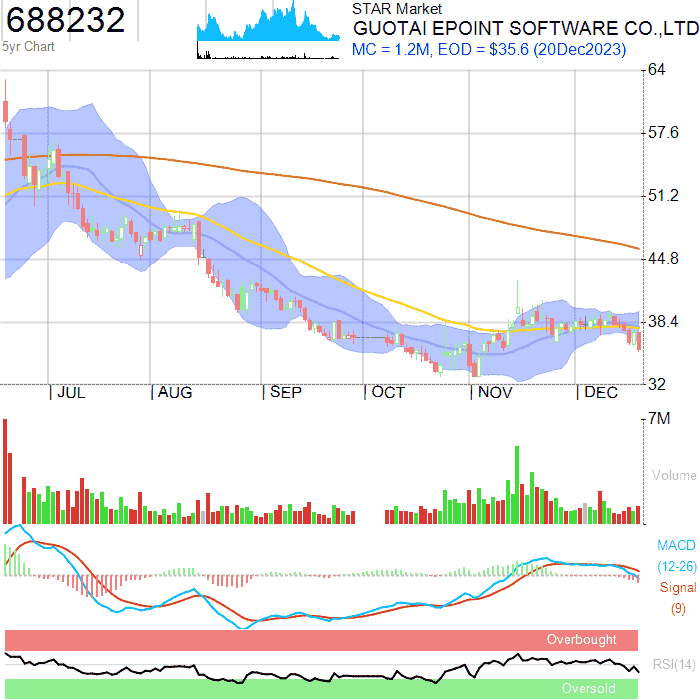 688232
5yr Chart
STAR Market
GUOTAI EPOINT SOFTWARE CO.,LTD
MC = 1.2M, EOD = $35.6 (20Dec2023)
64
57.6
51.2
44.8
38.4
32
JUL AUG SEP OCT NOV DEC
7M
Volume
MACD
(12-26)
Signal
(9)
Overbought
RSI(14)
Oversold